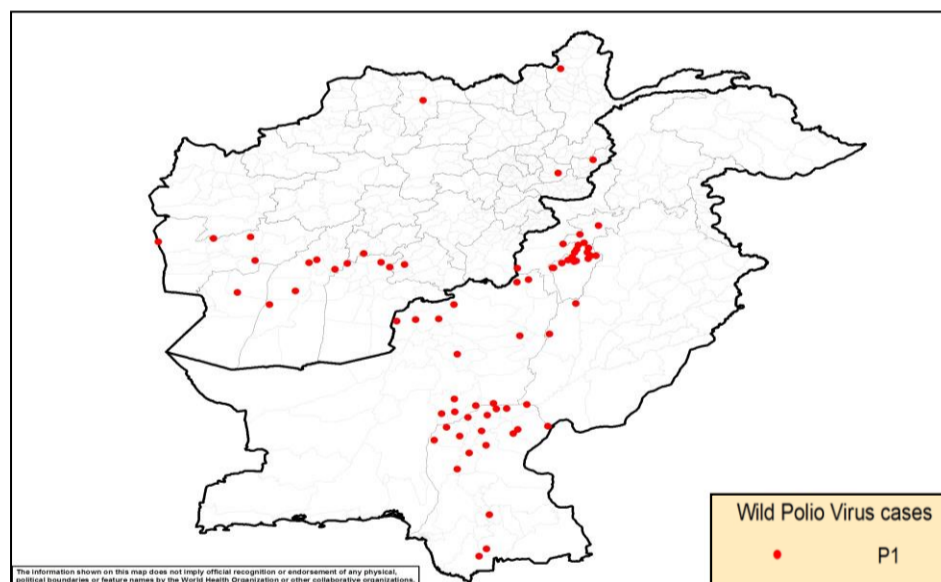 Wild Polio Virus cases
P1
The information shown on this map does not imply official recognition or endorsement of any physical,
political boundaries or feature names by the World Health Organization or other collaborative organizations.